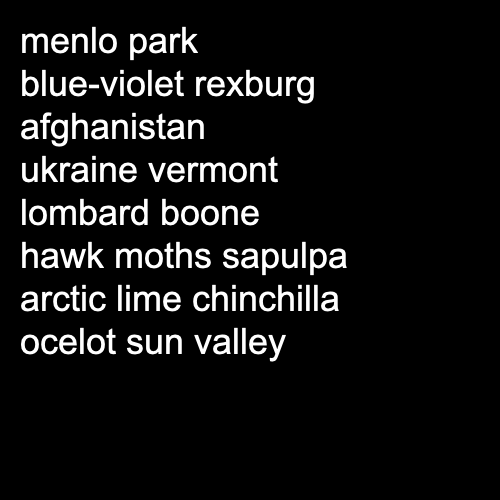 menlo park
blue-violet rexburg
afghanistan
ukraine vermont
lombard boone
hawk moths sapulpa
arctic lime chinchilla
ocelot sun valley